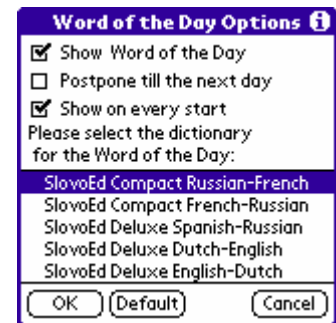 Word of the Day Options i
Show Word of the Day
Postpone till the next day
Show on every start
Please select the dictionary
for the Word of the Day:
SlovoEd Compact Russian-French
SlovoEd Compact French-Russian
SlovoEd Deluxe Spanish-Russian
SlovoEd Deluxe Dutch-English
SlovoEd Deluxe English-Dutch
OK Default Cancel